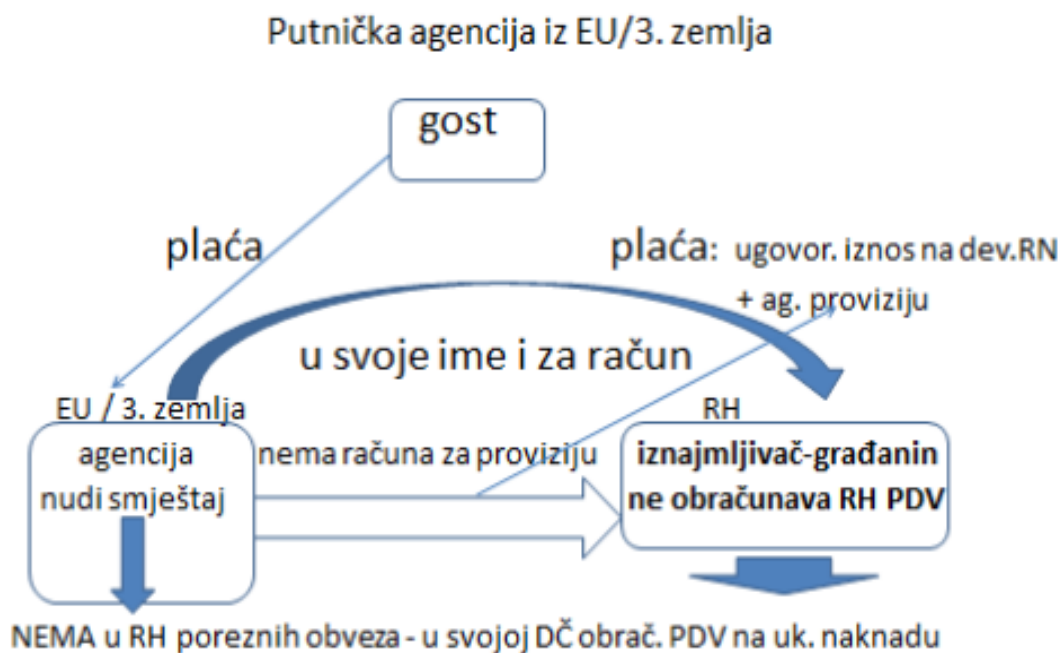 Putnička agencija iz EU/3. zemlja
gost
plaća
plaća: ugovor. iznos na dev.RN
+ ag. proviziju
u svoje ime i za račun
EU / 3. zemlja
RH
agencija
nudi smještaj
nema računa za proviziju
iznajmljivač-građanin
ne obračunava RH PDV
NEMA u RH poreznih obveza - u svojoj DČ obrač. PDV na uk. naknadu